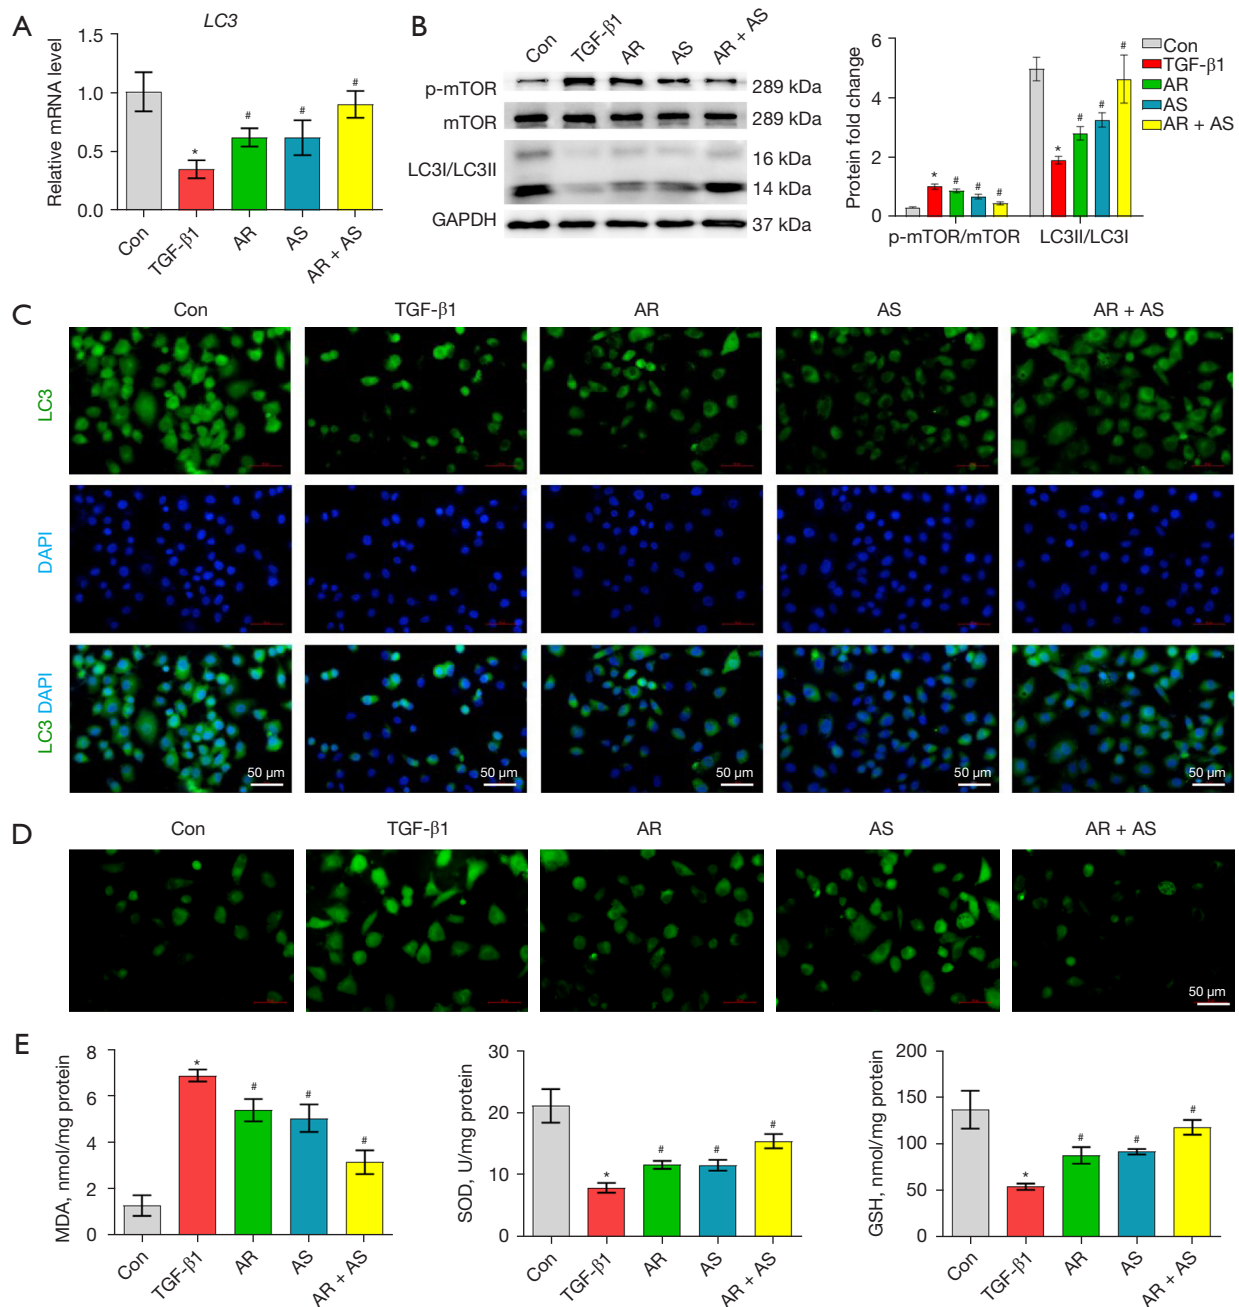 A
LC3
Relative mRNA level
1.5
1.0
0.5
0.0
#
#
#
*
Con
TGF-β1
AR
AS
AR + AS
B
Con
TGF-β1
AR
AS
AR + AS
p-mTOR
289 kDa
mTOR
289 kDa
LC3I/LC3II
16 kDa
14 kDa
GAPDH
37 kDa
Protein fold change
6
4
2
0
*
#
#
#
*
#
#
#
p-mTOR/mTOR
LC3II/LC3I
Con
TGF-β1
AR
AS
AR + AS
C
Con
TGF-β1
AR
AS
AR + AS
LC3
DAPI
LC3 DAPI
50 μm
50 μm
50 μm
50 μm
50 μm
D
Con
TGF-β1
AR
AS
AR + AS
50 μm
E
MDA, nmol/mg protein
8
6
4
2
0
*
#
#
#
Con
TGF-β1
AR
AS
AR + AS
SOD, U/mg protein
30
20
10
0
*
#
#
#
Con
TGF-β1
AR
AS
AR + AS
GSH, nmol/mg protein
200
150
100
50
0
*
#
#
#
Con
TGF-β1
AR
AS
AR + AS